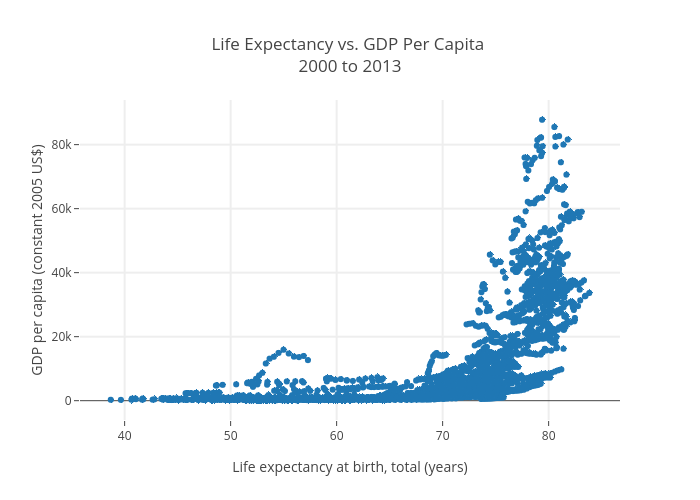 Life Expectancy vs. GDP Per Capita
2000 to 2013
GDP per capita (constant 2005 US$)
80k
60k
40k
20k
0
40
50
60
70
80
Life expectancy at birth, total (years)